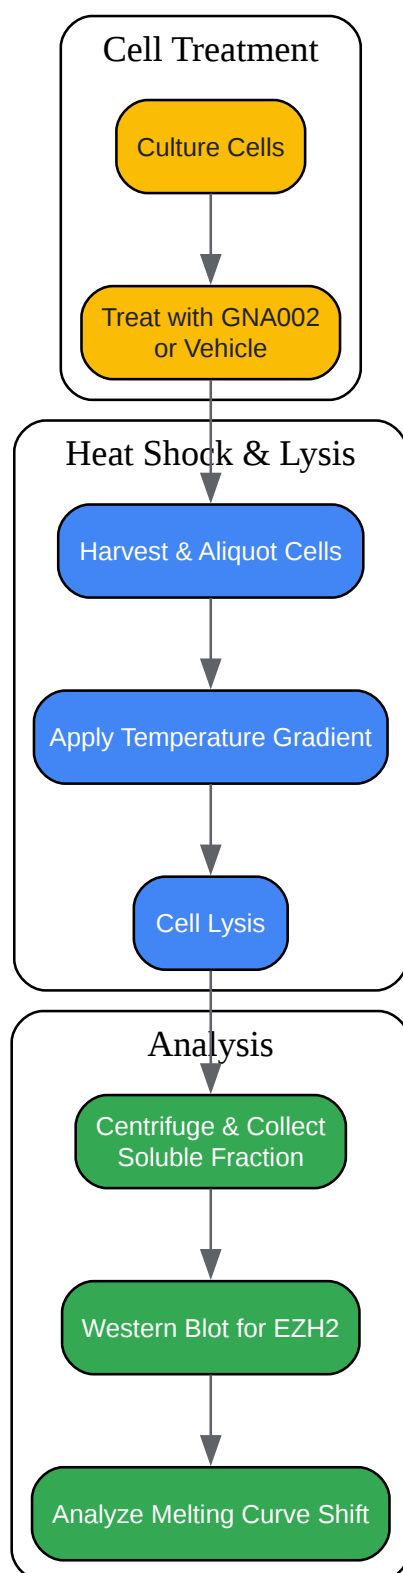 Cell Treatment
Culture Cells
Treat with GNA002
or Vehicle
Heat Shock & Lysis
Harvest & Aliquot Cells
Apply Temperature Gradient
Cell Lysis
Analysis
Centrifuge & Collect
Soluble Fraction
Western Blot for EZH2
Analyze Melting Curve Shift